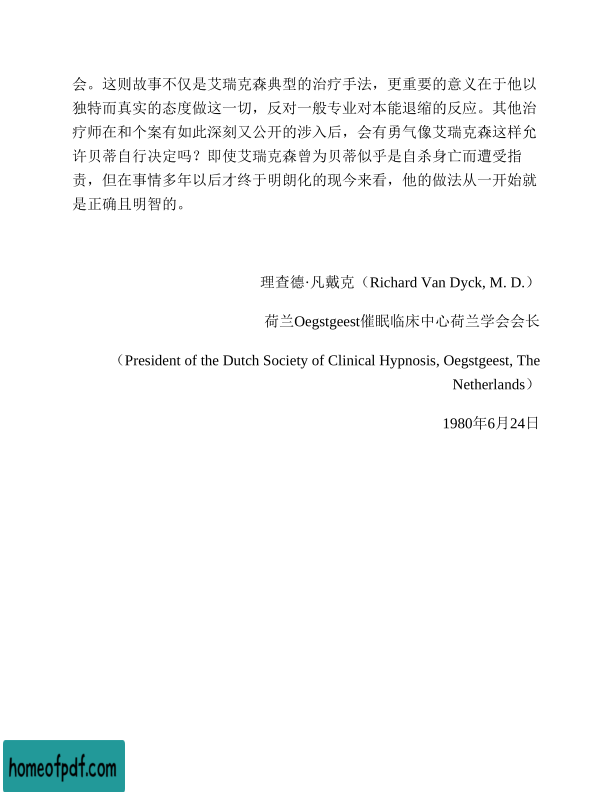 会。这则故事不仅是艾瑞克森典型的治疗手法，更重要的意义在于他以
独特而真实的态度做这一切，反对一般专业对本能退缩的反应。其他治
疗师在和个案有如此深刻又公开的涉入后，会有勇气像艾瑞克森这样允
许贝蒂自行决定吗？即使艾瑞克森曾为贝蒂似乎是自杀身亡而遭受指
责，但在事情多年以后才终于明朗化的现今来看，他的做法从一开始就
是正确且明智的。
理查德·凡戴克（Richard Van Dyck, M. D.）
荷兰Oegstgeest催眠临床中心荷兰学会会长
（President of the Dutch Society of Clinical Hypnosis, Oegstgeest, The
Netherlands）
1980年6月24日
homeofpdf.com